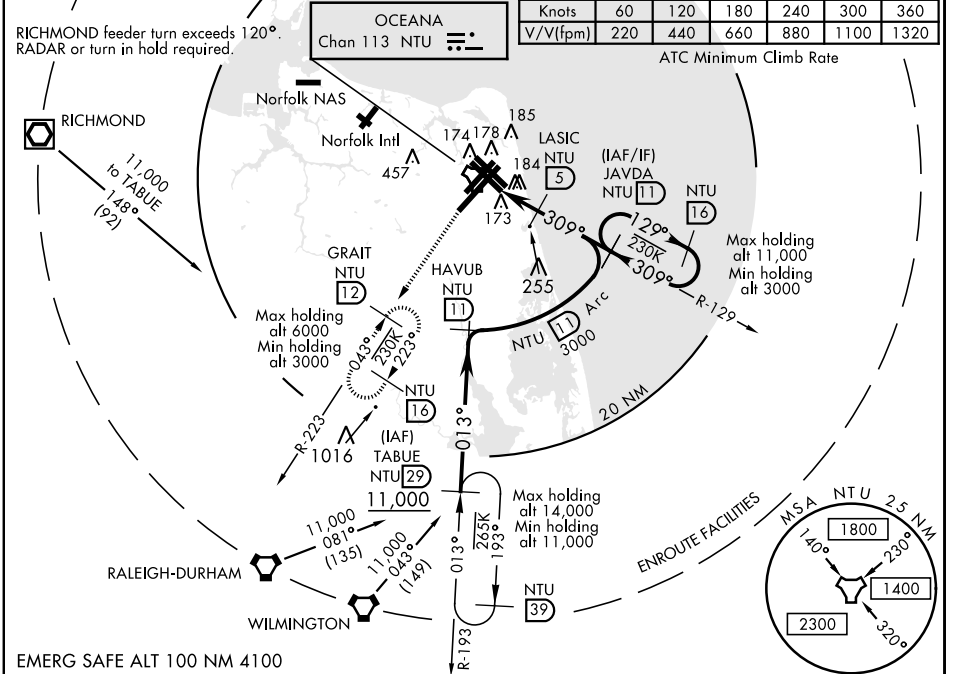 RICHMOND feeder turn exceeds 120°.
RADAR or turn in hold required.
OCEANA
Chan 113 NTU
Knots 60 120 180 240 300 360
V/V(fpm) 220 440 660 880 1100 1320
ATC Minimum Climb Rate
Norfolk NAS
Norfolk Intl
RICHMOND
11,000
to TABUE
148°
(92)
457
174
178
185
184
173
LASIC
NTU
5
(IAF/IF)
JAVDA
NTU 11
NTU
16
309°
129°
230K
309°
R-129
Max holding
alt 11,000
Min holding
alt 3000
255
GRAIT
NTU
12
HAVUB
NTU
11
NTU 11 Arc
3000
Max holding
alt 6000
Min holding
alt 3000
043°
230K
223°
NTU
16
R-223
1016
20 NM
013°
(IAF)
TABUE
NTU 29
11,000
Max holding
alt 14,000
Min holding
alt 11,000
013°
265K
193°
NTU
39
R-193
11,000
081°
(135)
11,000
043°
(149)
RALEIGH-DURHAM
WILMINGTON
ENROUTE FACILITIES
MSA NTU 25 NM
1800
140°
230°
1400
2300
320°
EMERG SAFE ALT 100 NM 4100